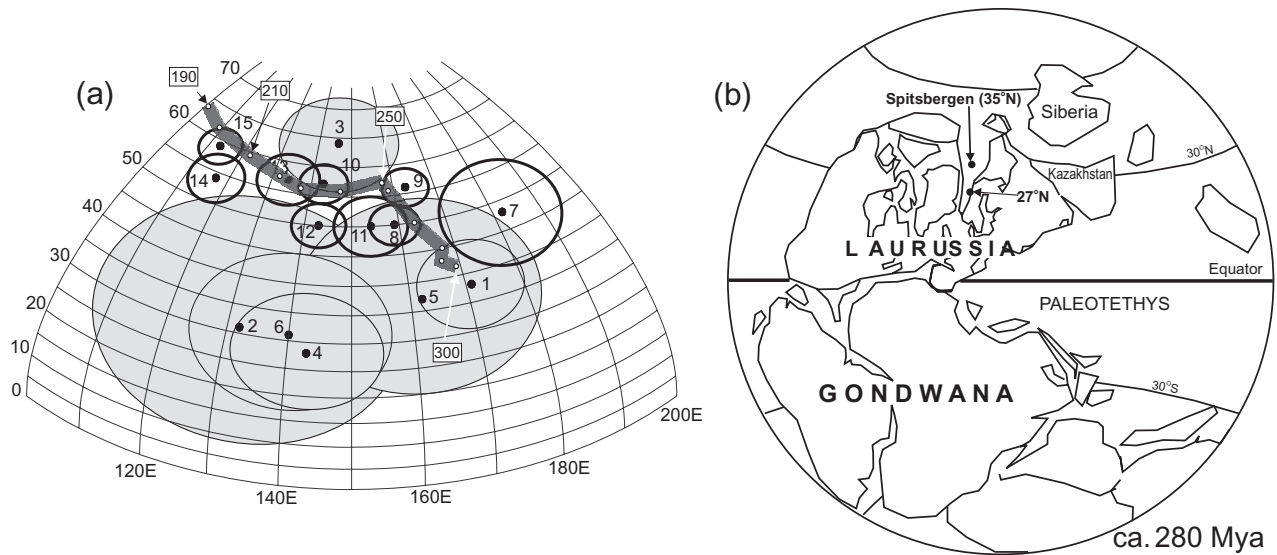 (a)
190
70
210
60
15
250
3
50
13
10
14
9
40
7
12
11
8
30
1
5
20
2
6
4
10
300
0
200E
120E
180E
140E
160E
(b)
Spitsbergen (35°N)
Siberia
30°N
Kazakhstan
27°N
LAURUSSIA
Equator
PALEOTETHYS
30°S
GONDWANA
ca. 280 Mya